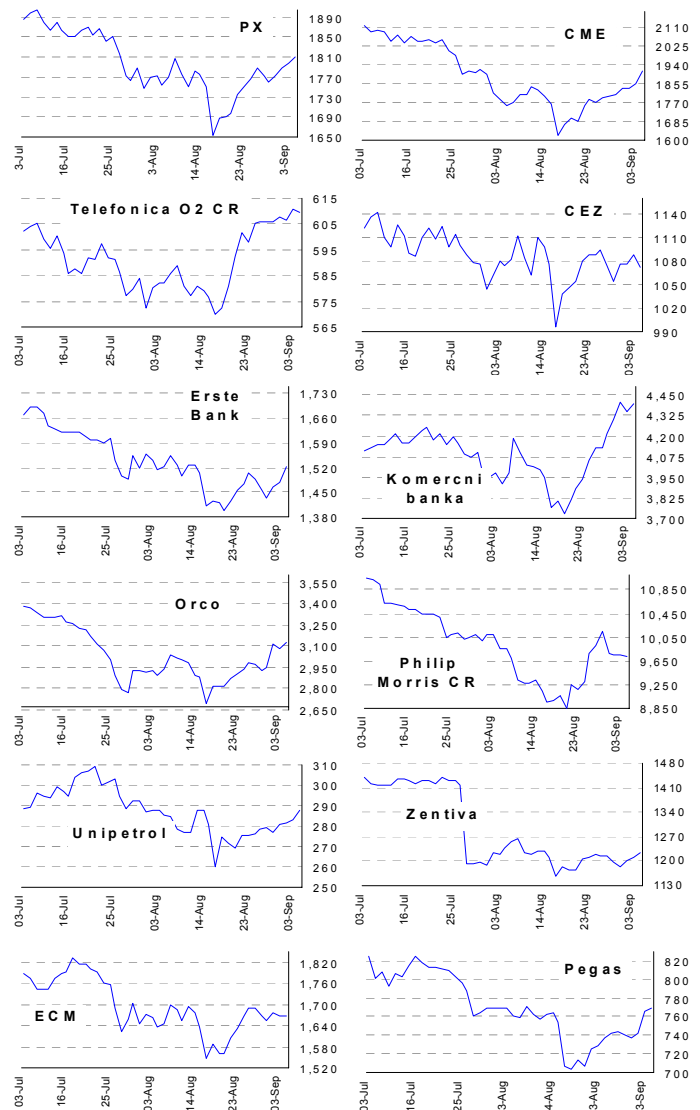 PX
1890
1850
1810
1770
1730
1690
1650
3-Jul
16-Jul
25-Jul
3-Aug
14-Aug
23-Aug
3-Sep
CME
2110
2025
1940
1855
1770
1685
1600
03-Jul
16-Jul
25-Jul
03-Aug
14-Aug
23-Aug
03-Sep
Telefonica O2 CR
615
605
595
585
575
565
03-Jul
16-Jul
25-Jul
03-Aug
14-Aug
23-Aug
03-Sep
CEZ
1140
1110
1080
1050
1020
990
03-Jul
16-Jul
25-Jul
03-Aug
14-Aug
23-Aug
03-Sep
Erste
Bank
1,730
1,660
1,590
1,520
1,450
1,380
03-Jul
16-Jul
25-Jul
03-Aug
14-Aug
23-Aug
03-Sep
Komercni
banka
4,450
4,325
4,200
4,075
3,950
3,825
3,700
03-Jul
16-Jul
25-Jul
03-Aug
14-Aug
23-Aug
03-Sep
Orco
3,550
3,400
3,250
3,100
2,950
2,800
2,650
03-Jul
16-Jul
25-Jul
03-Aug
14-Aug
23-Aug
03-Sep
Philip
Morris CR
10,850
10,450
10,050
9,650
9,250
8,850
03-Jul
16-Jul
25-Jul
03-Aug
14-Aug
23-Aug
03-Sep
Unipetrol
310
300
290
280
270
260
250
03-Jul
16-Jul
25-Jul
03-Aug
14-Aug
23-Aug
03-Sep
Zentiva
1480
1410
1340
1270
1200
1130
03-Jul
16-Jul
25-Jul
03-Aug
14-Aug
23-Aug
03-Sep
ECM
1,820
1,760
1,700
1,640
1,580
1,520
03-Jul
16-Jul
25-Jul
03-Aug
14-Aug
23-Aug
03-Sep
Pegas
820
800
780
760
740
720
700
03-Jul
16-Jul
25-Jul
3-Aug
4-Aug
3-Aug
03-Sep